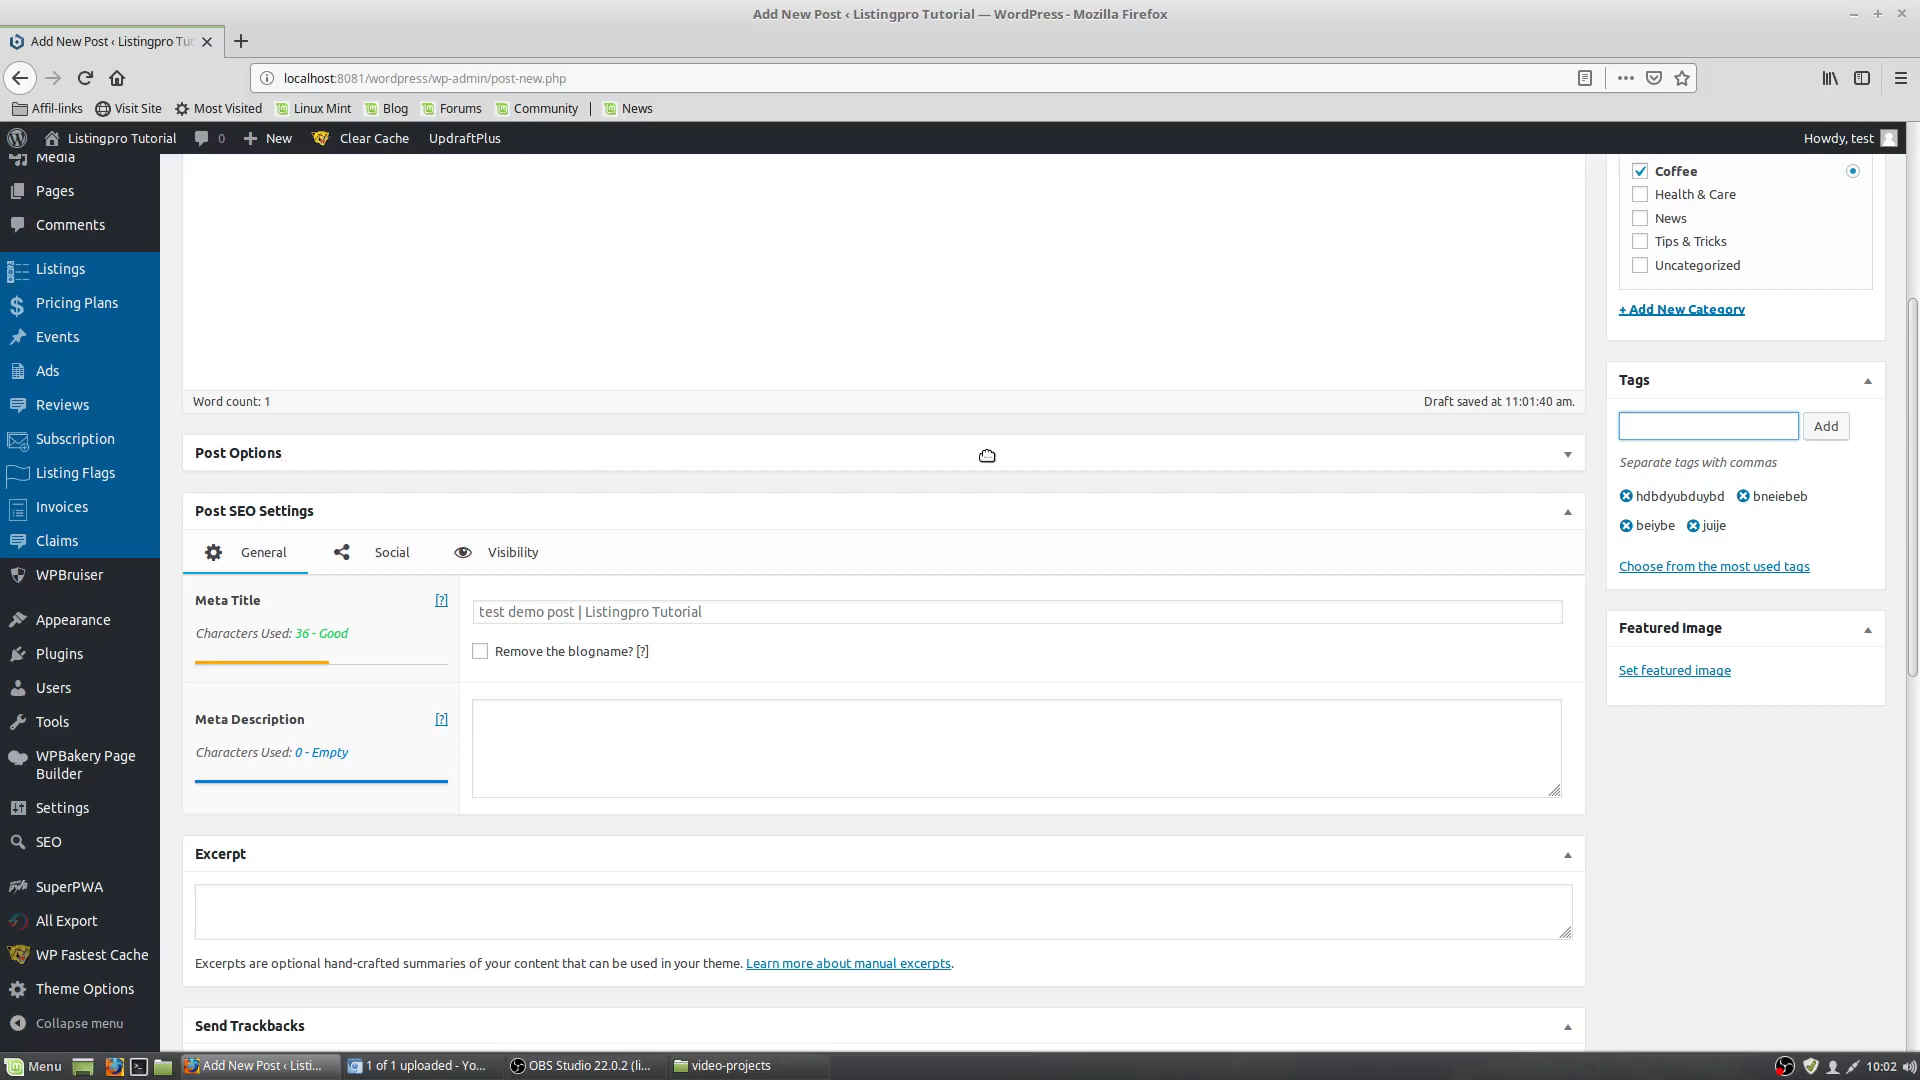 Add New Post ‹ Listingpro Tutorial — WordPress - Mozilla Firefox
Add New Post ‹ Listingpro Tut
localhost:8081/wordpress/wp-admin/post-new.php
Affil-links
Visit Site
Most Visited
Linux Mint
Blog
Forums
Community
News
Listingpro Tutorial
0
New
Clear Cache
UpdraftPlus
Howdy, test
Media
Pages
Comments
Listings
Pricing Plans
Events
Ads
Reviews
Subscription
Listing Flags
Invoices
Claims
WPBruiser
Appearance
Plugins
Users
Tools
WPBakery Page
Builder
Settings
SEO
SuperPWA
All Export
WP Fastest Cache
Theme Options
Collapse menu
Word count: 1
Draft saved at 11:01:40 am.
Post Options
Post SEO Settings
General
Social
Visibility
Meta Title
[?]
Characters Used: 36 - Good
test demo post | Listingpro Tutorial
Remove the blogname? [?]
Meta Description
[?]
Characters Used: 0 - Empty
Excerpt
Excerpts are optional hand-crafted summaries of your content that can be used in your theme. Learn more about manual excerpts.
Send Trackbacks
Coffee
Health & Care
News
Tips & Tricks
Uncategorized
+ Add New Category
Tags
Add
Separate tags with commas
hdbdyubduybd
bneiebeb
beiybe
juije
Choose from the most used tags
Featured Image
Set featured image
Menu
Add New Post ‹ Listi...
1 of 1 uploaded - Yo...
OBS Studio 22.0.2 (li...
video-projects
10:02